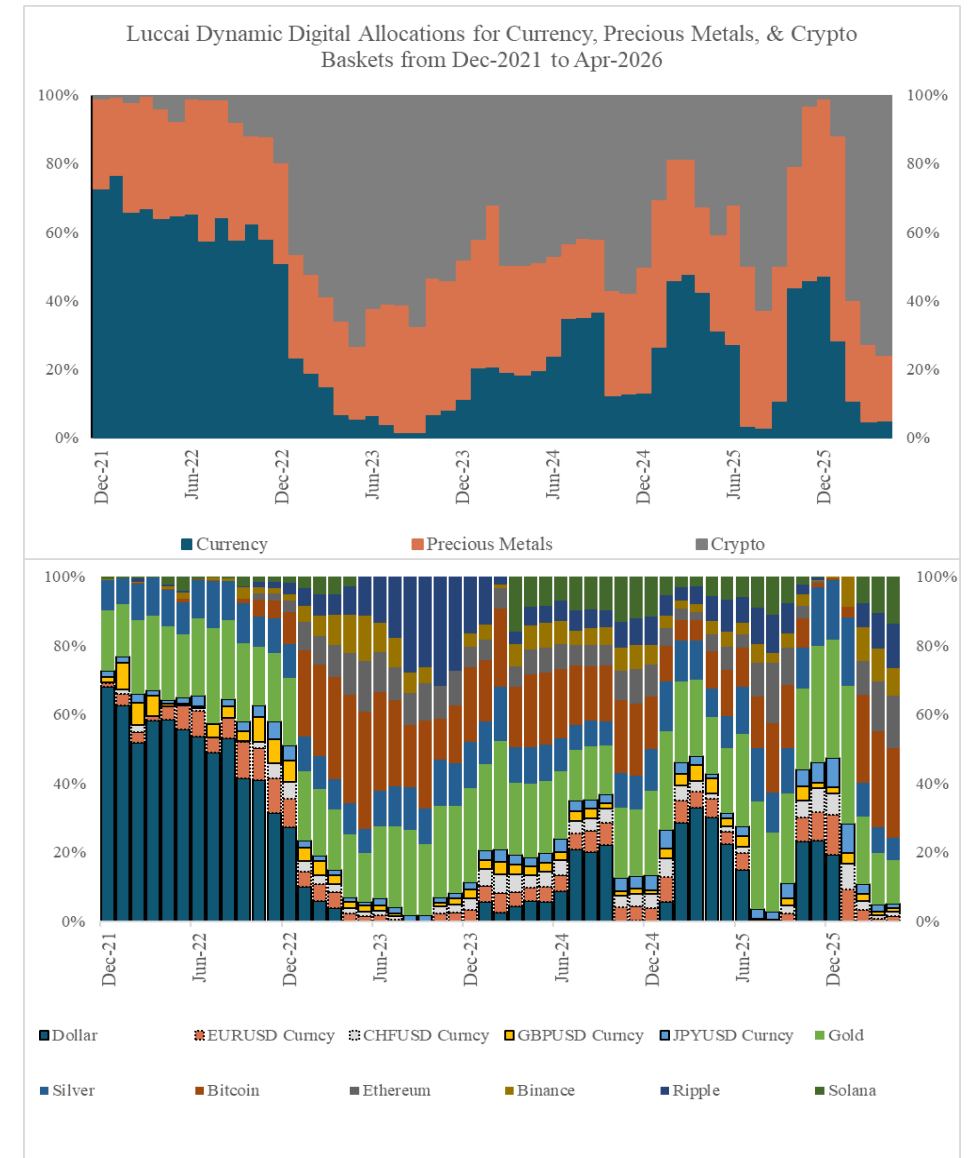 Luccai Dynamic Digital Allocations for Currency, Precious Metals, & Crypto
Baskets from Dec-2021 to Apr-2026
100% 100%
80% 80%
60% 60%
40% 40%
20% 20%
0% 0%
Dec-21 Jun-22 Dec-22 Jun-23 Dec-23 Jun-24 Dec-24 Jun-25 Dec-25
Currency Precious Metals Crypto
100% 100%
80% 80%
60% 60%
40% 40%
20% 20%
0% 0%
Dec-21 Jun-22 Dec-22 Jun-23 Dec-23 Jun-24 Dec-24 Jun-25 Dec-25
Dollar EURUSD Curncy CHFUSD Curncy GBPUSD Curncy JPYUSD Curncy Gold
Silver Bitcoin Ethereum Binance Ripple Solana